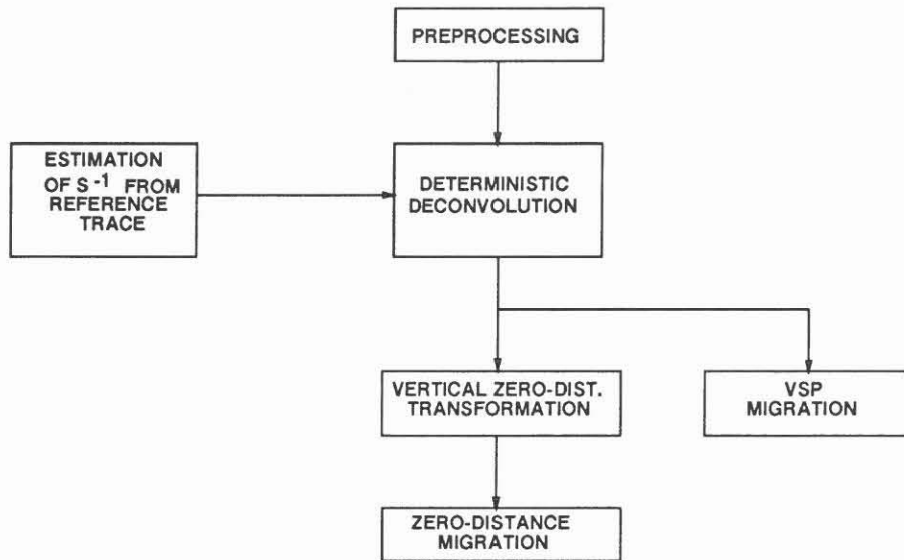 PREPROCESSING
ESTIMATION
OF S⁻¹ FROM
REFERENCE
TRACE
DETERMINISTIC
DECONVOLUTION
VERTICAL ZERO-DIST.
TRANSFORMATION
VSP
MIGRATION
ZERO-DISTANCE
MIGRATION